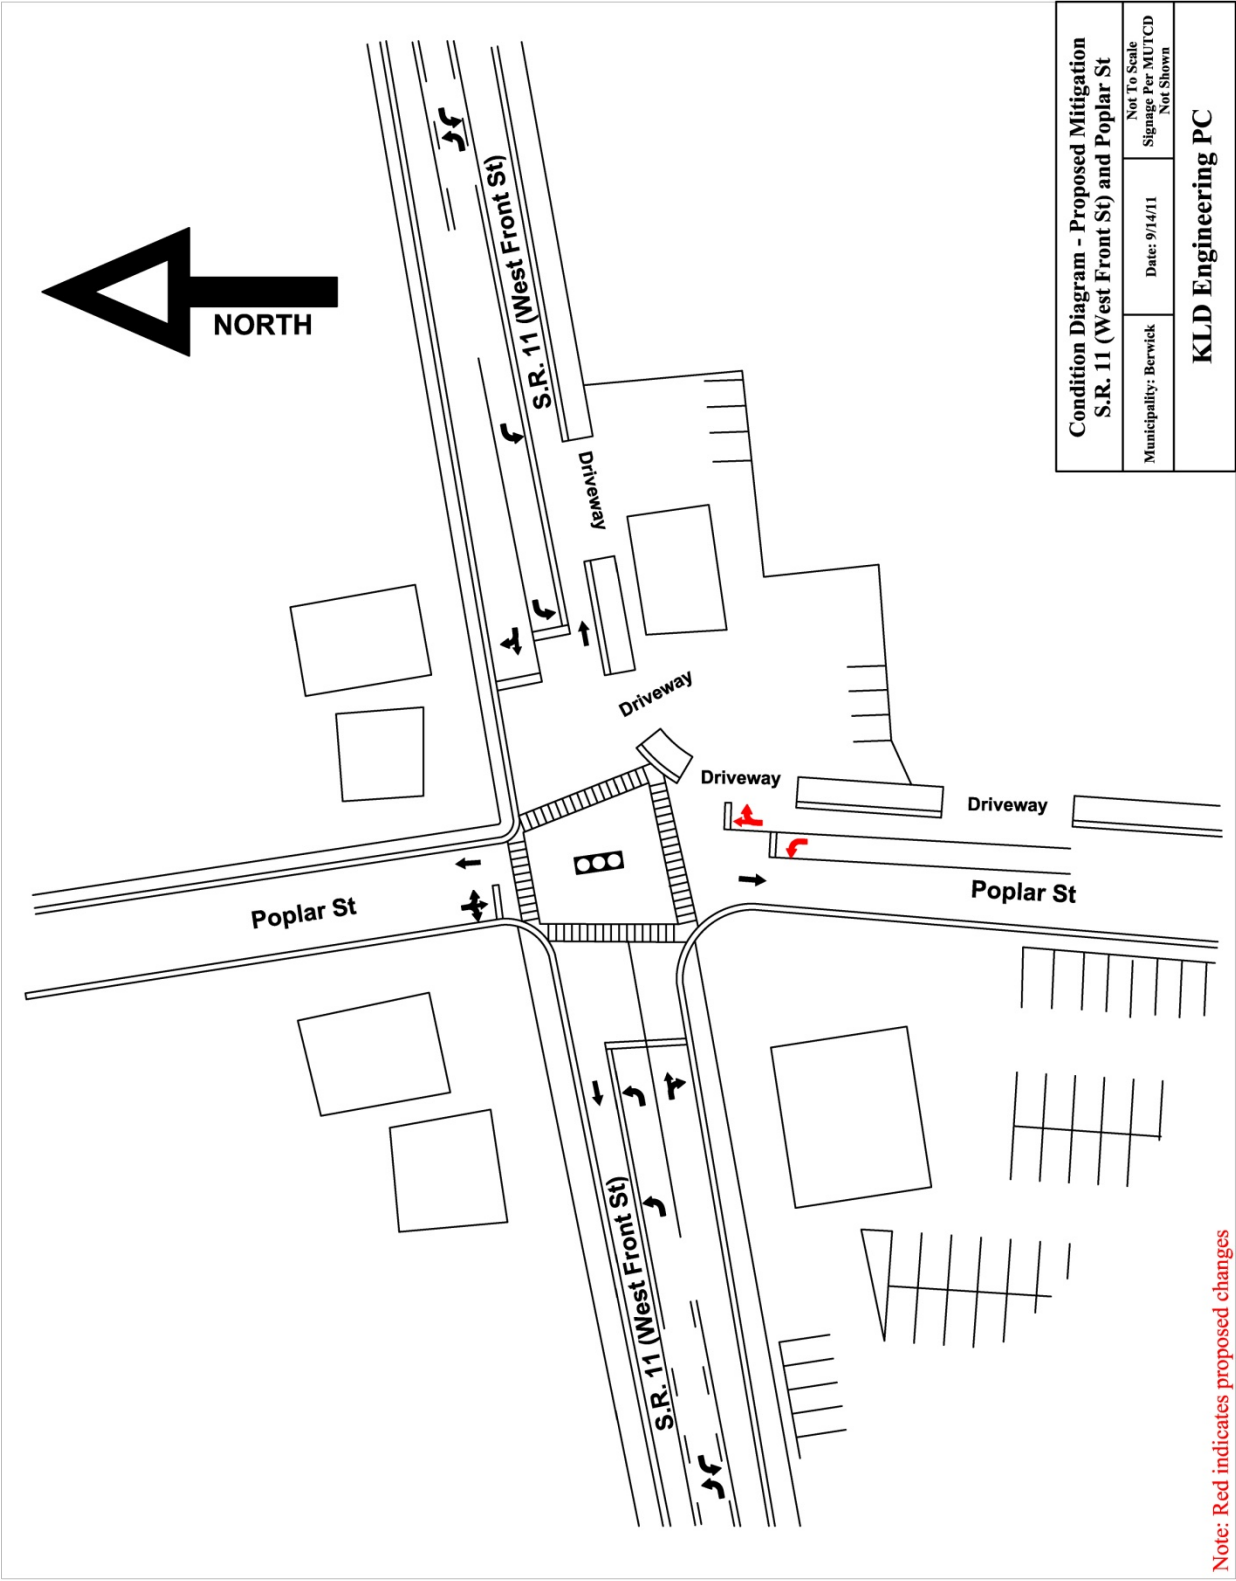 NORTH
S.R. 11 (West Front St)
Driveway
Driveway
Driveway
Driveway
Poplar St
Poplar St
S.R. 11 (West Front St)
Condition Diagram - Proposed Mitigation
S.R. 11 (West Front St) and Poplar St
Municipality: Berwick
Date: 9/14/11
Not To Scale
Signage Per MUTCD
Not Shown
KLD Engineering PC
Note: Red indicates proposed changes